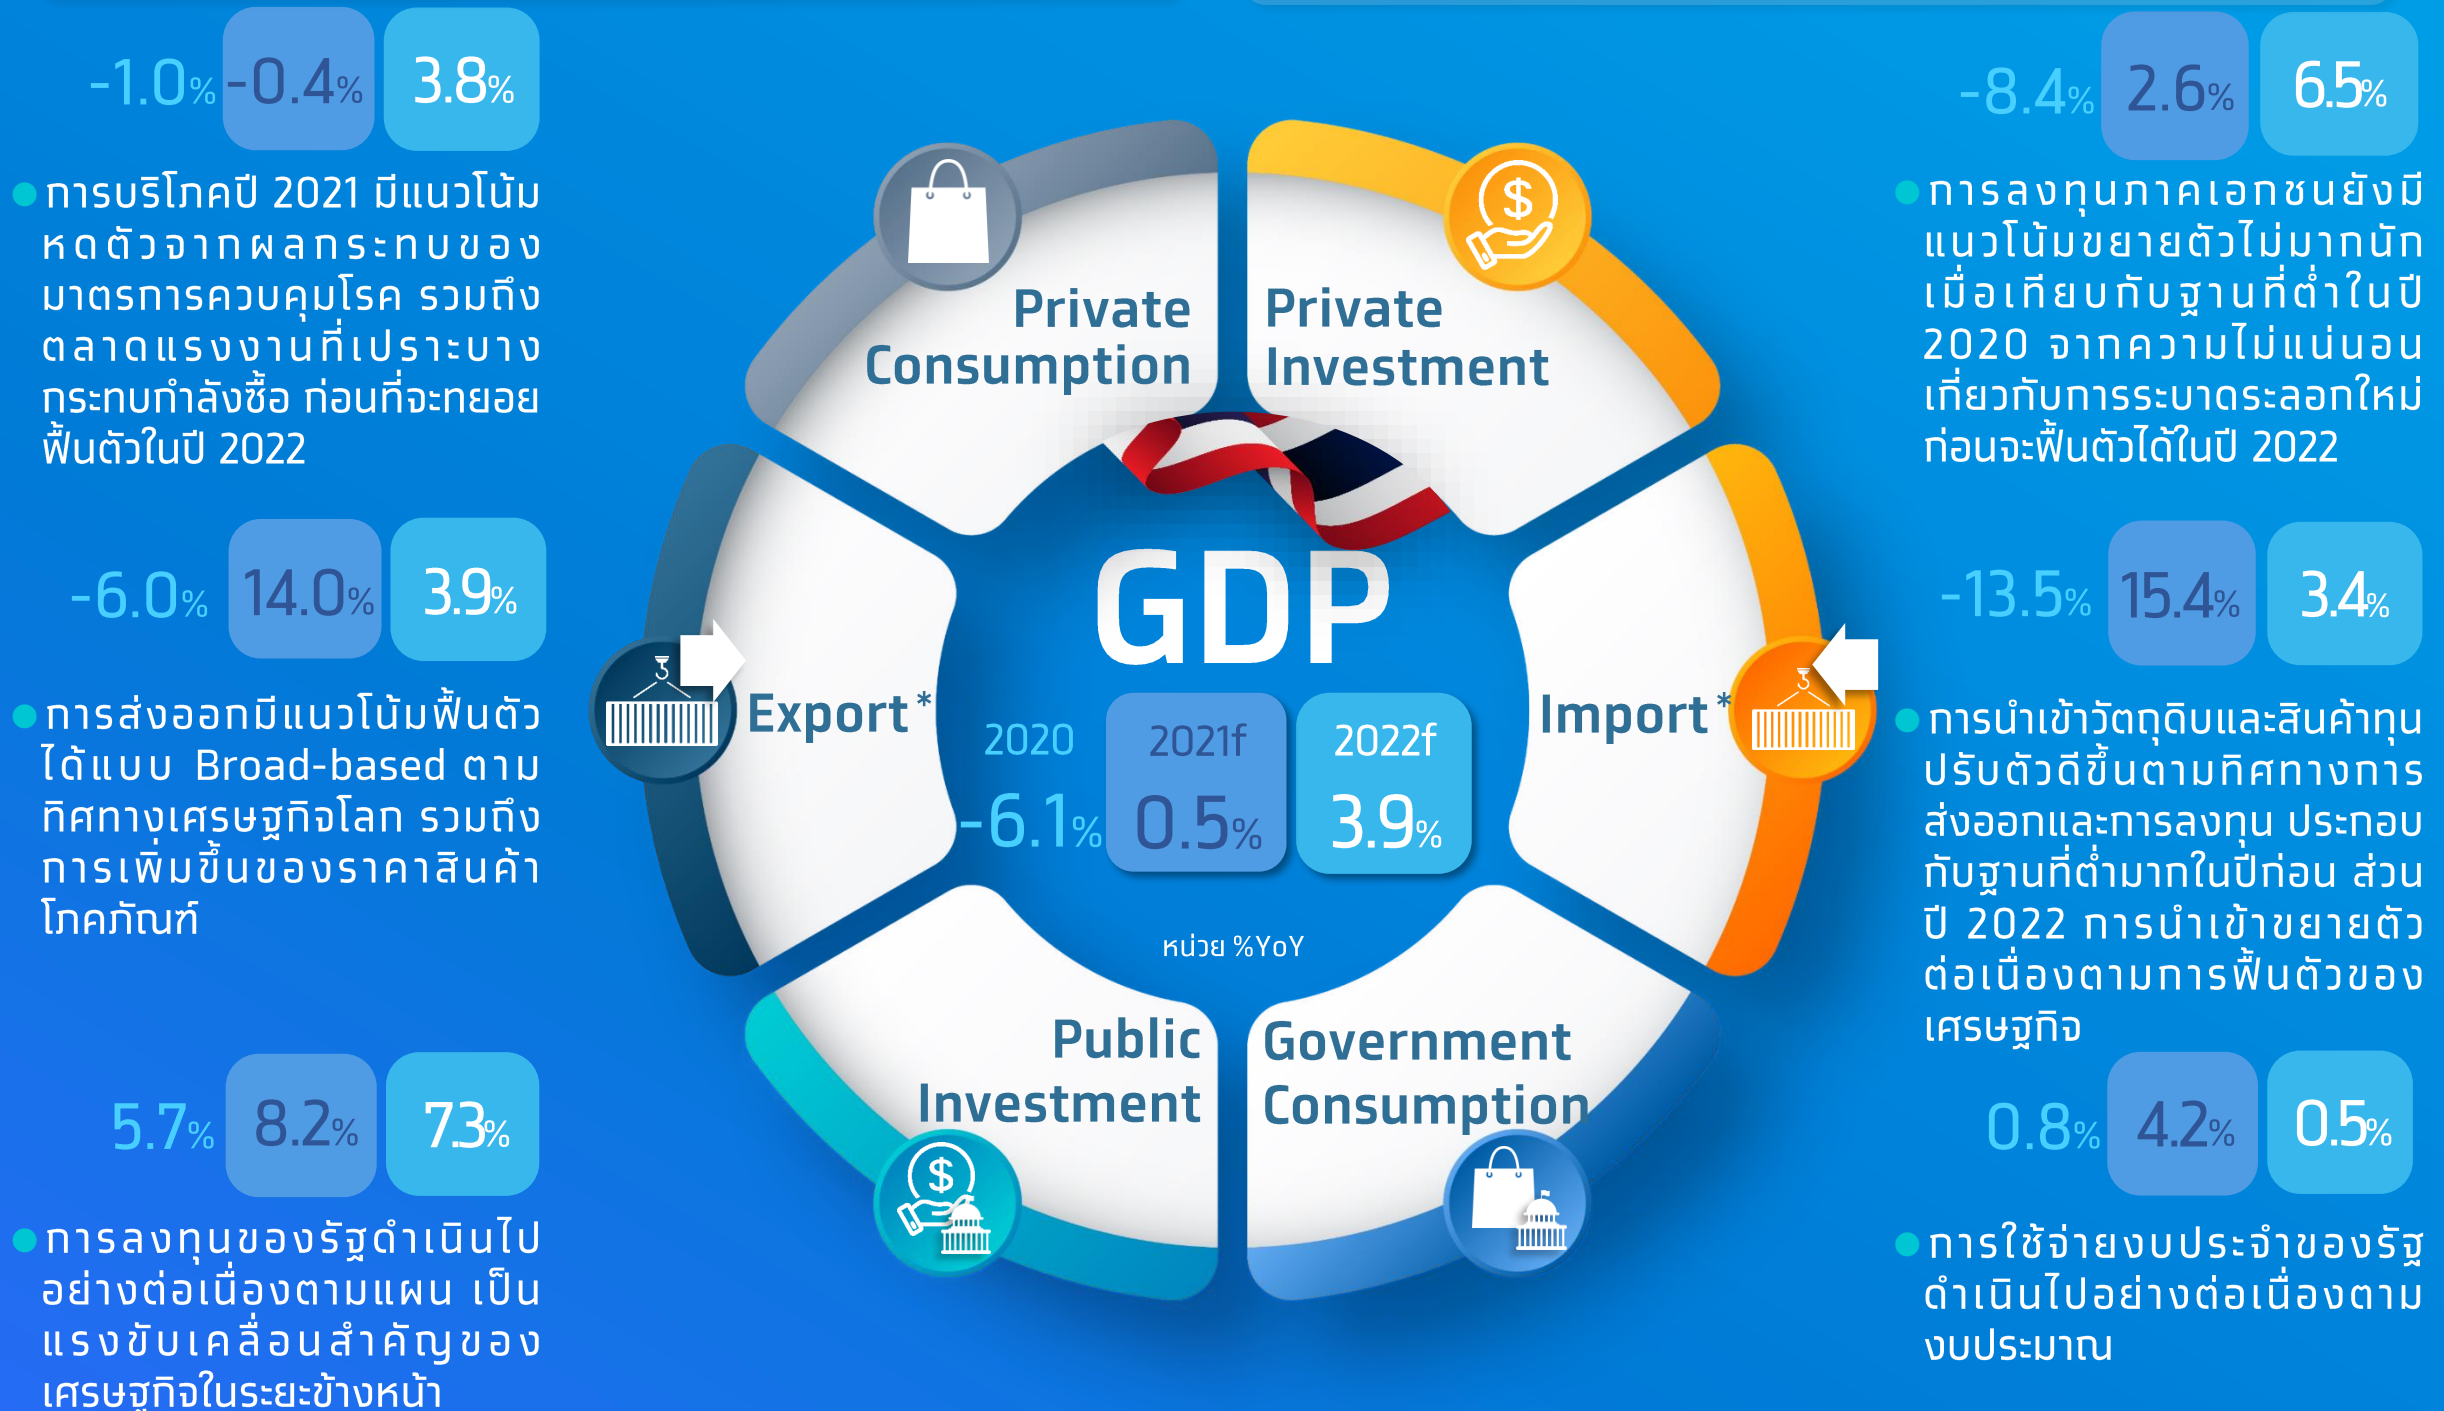 -1.0% -0.4% 3.8%
การบริโภคปี 2021 มีแนวโน้ม
หดตัวจากผลกระทบของ
มาตรการควบคุมโรค รวมถึง
ตลาดแรงงานที่เปราะบาง
กระทบกำลังซื้อ ก่อนที่จะทยอย
ฟื้นตัวในปี 2022
-6.0% 14.0% 3.9%
การส่งออกมีแนวโน้มฟื้นตัว
ได้แบบ Broad-based ตาม
ทิศทางเศรษฐกิจโลก รวมถึง
การเพิ่มขึ้นของราคาสินค้า
โภคภัณฑ์
5.7% 8.2% 7.3%
การลงทุนของรัฐดำเนินไป
อย่างต่อเนื่องตามแผน เป็น
แรงขับเคลื่อนสำคัญของ
เศรษฐกิจในระยะข้างหน้า
Private
Consumption
Private
Investment
Export*
Import*
GDP
2020 2021f 2022f
-6.1% 0.5% 3.9%
หน่วย %YoY
Public
Investment
Government
Consumption
-8.4% 2.6% 6.5%
การลงทุนภาคเอกชนยังมี
แนวโน้มขยายตัวไม่มากนัก
เมื่อเทียบกับฐานที่ต่ำในปี
2020 จากความไม่แน่นอน
เกี่ยวกับการระบาดระลอกใหม่
ก่อนจะฟื้นตัวได้ในปี 2022
-13.5% 15.4% 3.4%
การนำเข้าวัตถุดิบและสินค้าทุน
ปรับตัวดีขึ้นตามทิศทางการ
ส่งออกและการลงทุน ประกอบ
กับฐานที่ต่ำมากในปีก่อน ส่วน
ปี 2022 การนำเข้าขยายตัว
ต่อเนื่องตามการฟื้นตัวของ
เศรษฐกิจ
0.8% 4.2% 0.5%
การใช้จ่ายงบประจำของรัฐ
ดำเนินไปอย่างต่อเนื่องตาม
งบประมาณ